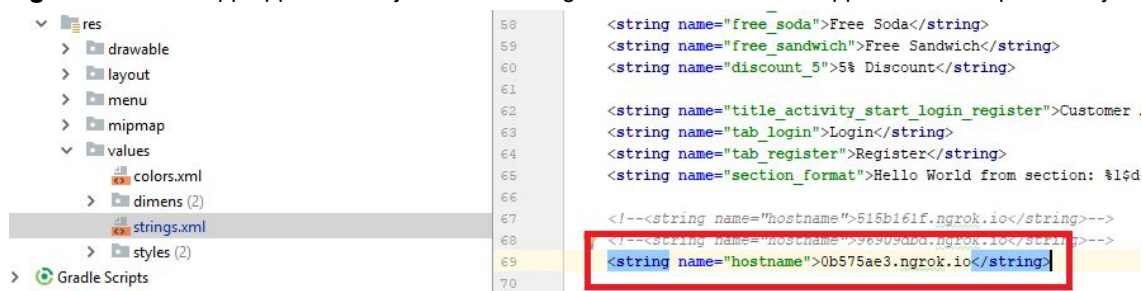 res
drawable
layout
menu
mipmap
values
colors.xml
dimens (2)
strings.xml
styles (2)
Gradle Scripts
58 <string name="free_soda">Free Soda</string>
59 <string name="free_sandwich">Free Sandwich</string>
60 <string name="discount_5">5% Discount</string>
61
62 <string name="title_activity_start_login_register">Customer
63 <string name="tab_login">Login</string>
64 <string name="tab_register">Register</string>
65 <string name="section_format">Hello World from section: %1$d
66
67 <!--<string name="hostname">515b161f.ngrok.io</string>-->
68 <!--<string name="hostname">96909dbd.ngrok.io</string>-->
69 <string name="hostname">0b575ae3.ngrok.io</string>
70